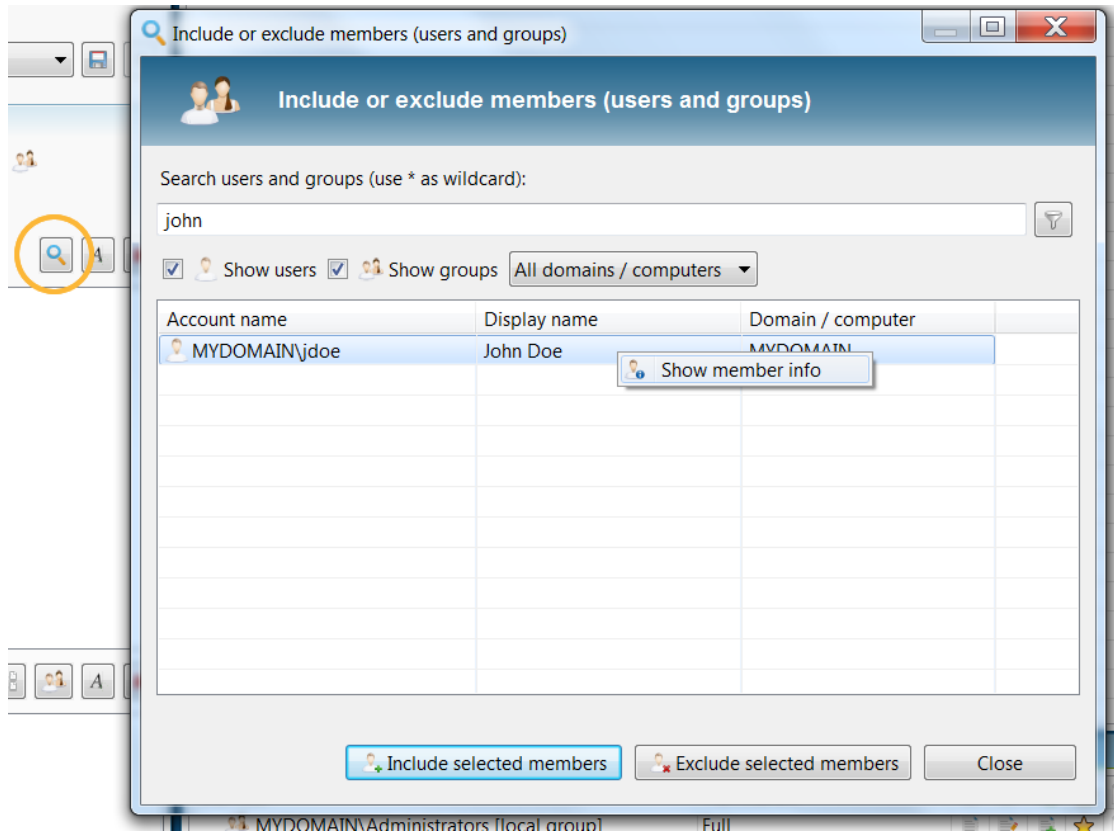 Include or exclude members (users and groups)
Include or exclude members (users and groups)
Search users and groups (use * as wildcard):
john
A
Show users Show groups All domains / computers
Account name Display name Domain / computer
MYDOMAIN\jdoe John Doe MYDOMAIN
Show member info
A
Include selected members Exclude selected members Close
MYDOMAIN\Administrators [local group] Full